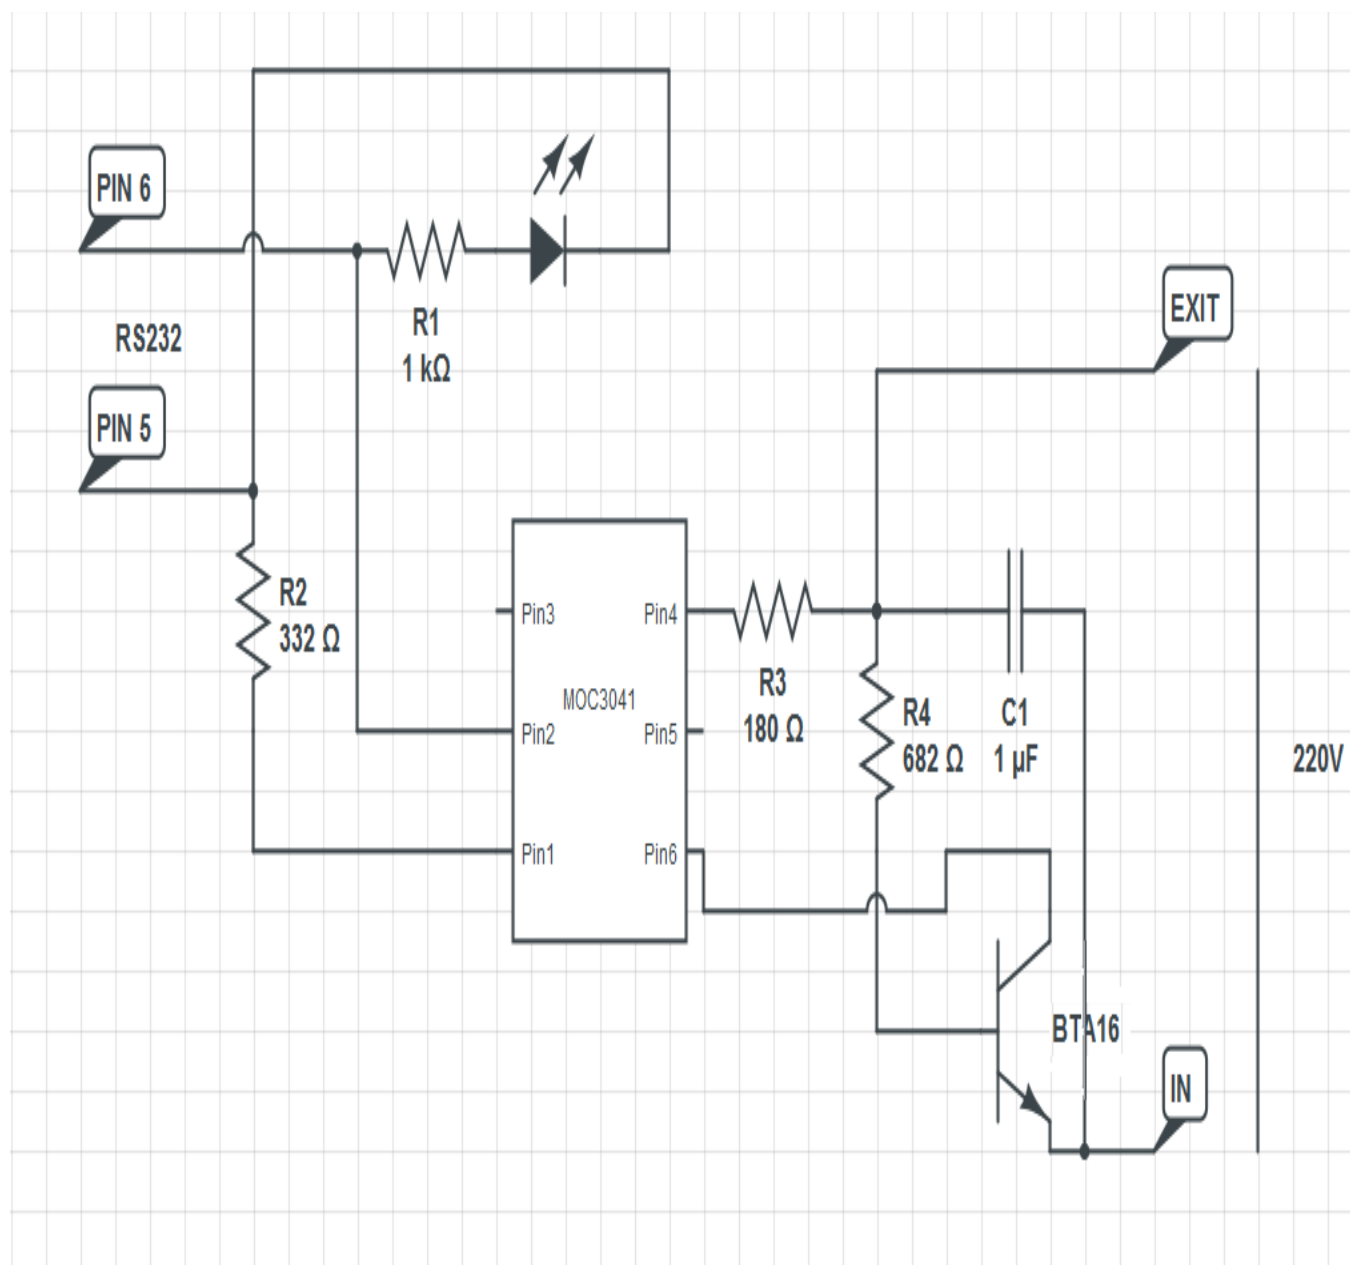 PIN 6
R1
1 kΩ
RS232
PIN 5
EXIT
R2
332 Ω
Pin3
Pin4
MOC3041
Pin2
Pin5
Pin1
Pin6
R3
180 Ω
R4
682 Ω
C1
1 µF
220V
BTA16
IN